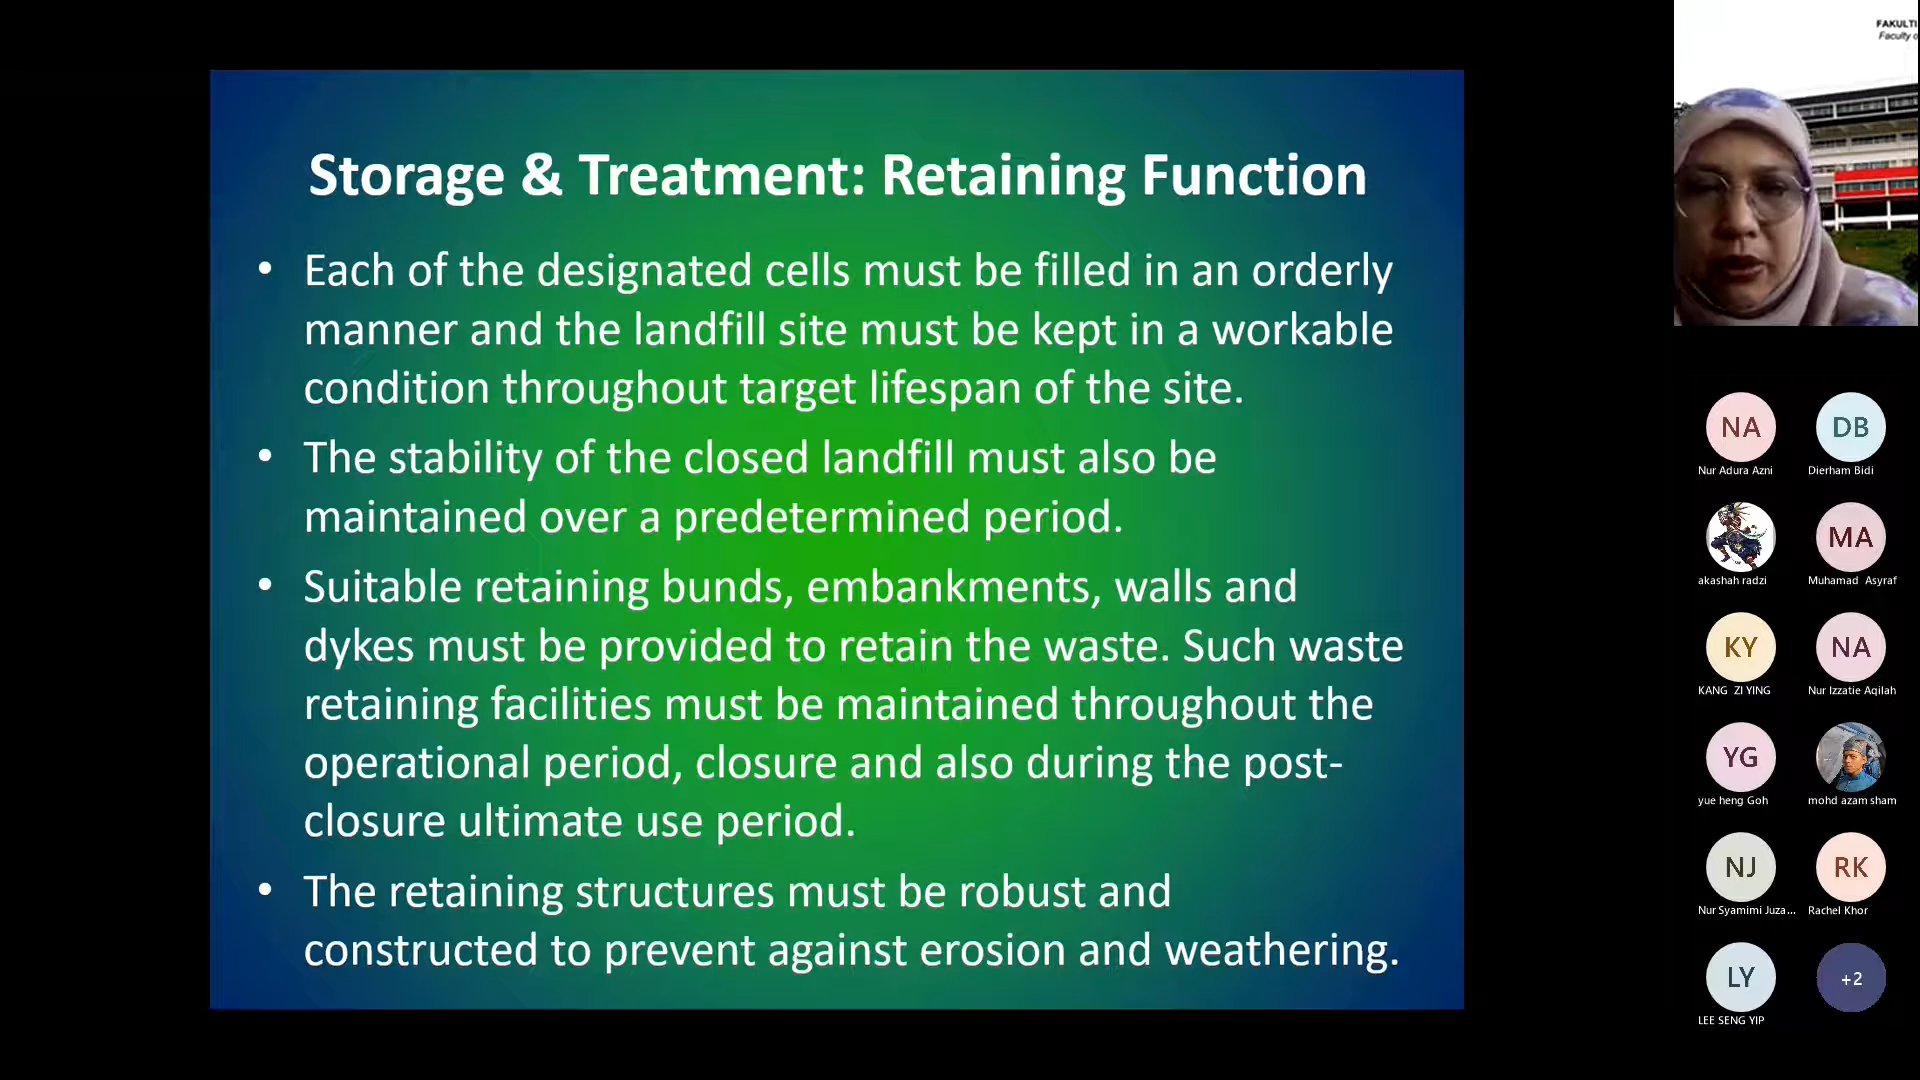 FAKULTI
Faculty o
Storage & Treatment: Retaining Function
• Each of the designated cells must be filled in an orderly
manner and the landfill site must be kept in a workable
condition throughout target lifespan of the site.
• The stability of the closed landfill must also be
maintained over a predetermined period.
• Suitable retaining bunds, embankments, walls and
dykes must be provided to retain the waste. Such waste
retaining facilities must be maintained throughout the
operational period, closure and also during the post-
closure ultimate use period.
• The retaining structures must be robust and
constructed to prevent against erosion and weathering.
NA DB
Nur Adura Azni Dierham Bidi
MA
akashah radzi Muhamad Asyraf
KY NA
KANG ZI YING Nur Izzatie Aqilah
YG
yue heng Goh mohd azam sham
NJ RK
Nur Syamimi Juza... Rachel Khor
LY +2
LEE SENG YIP